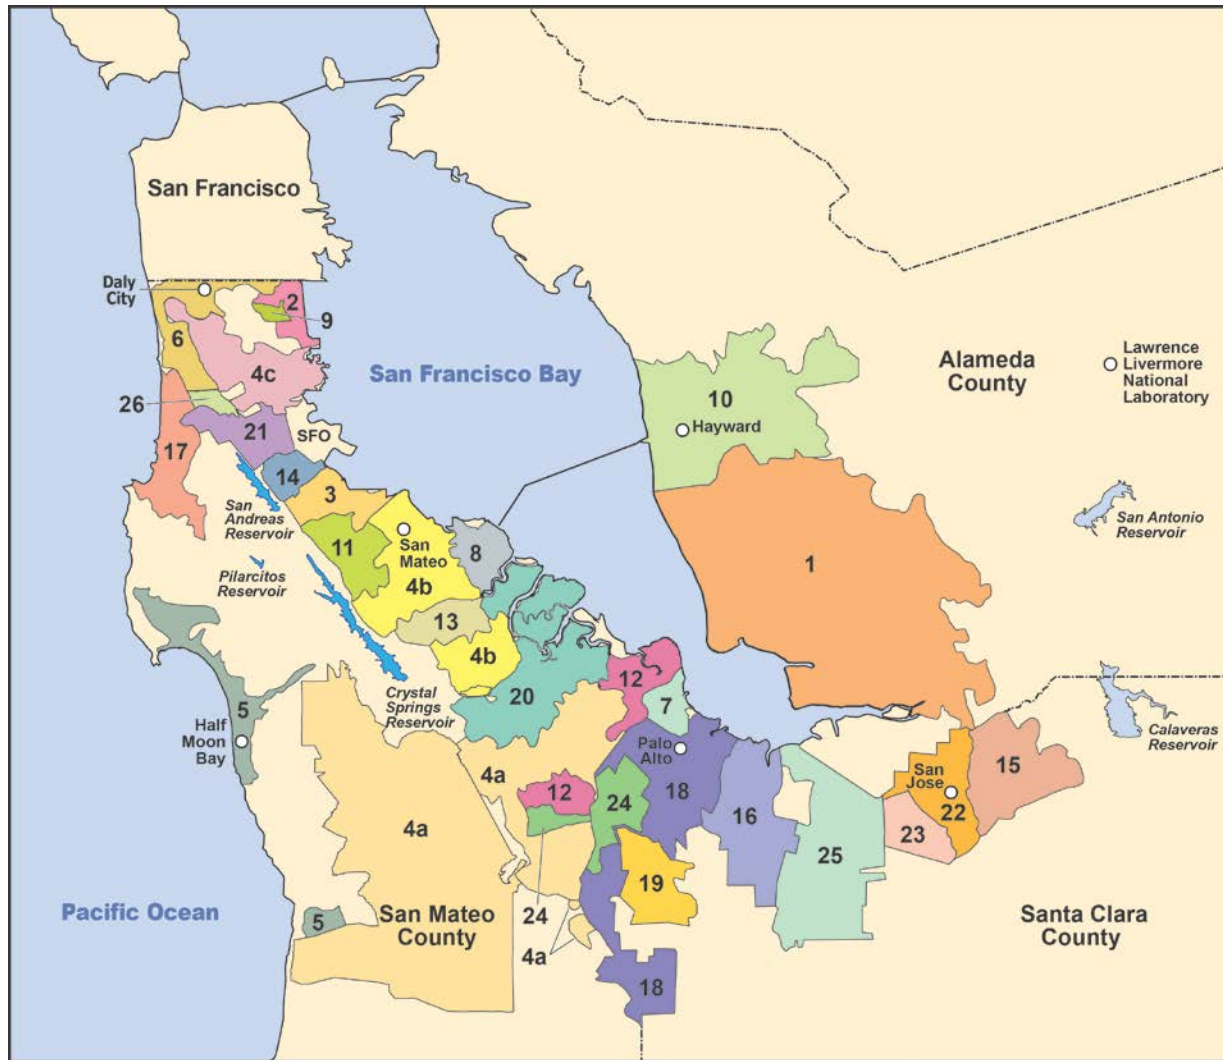 San Francisco
Daly
City
2
9
6
4c
San Francisco Bay
26
21
SFO
17
14
3
San
Andreas
Reservoir
11
San
Mateo
8
4b
Pilarcitos
Reservoir
13
4b
Crystal
Springs
Reservoir
20
12
7
5
Half
Moon
Bay
Palo
Alto
4a
12
24
18
16
4a
24
19
25
5
San Mateo
County
24
4a
18
Pacific Ocean
Alameda
County
Lawrence
Livermore
National
Laboratory
10
Hayward
San Antonio
Reservoir
1
Calaveras
Reservoir
15
San
Jose
22
23
Santa Clara
County